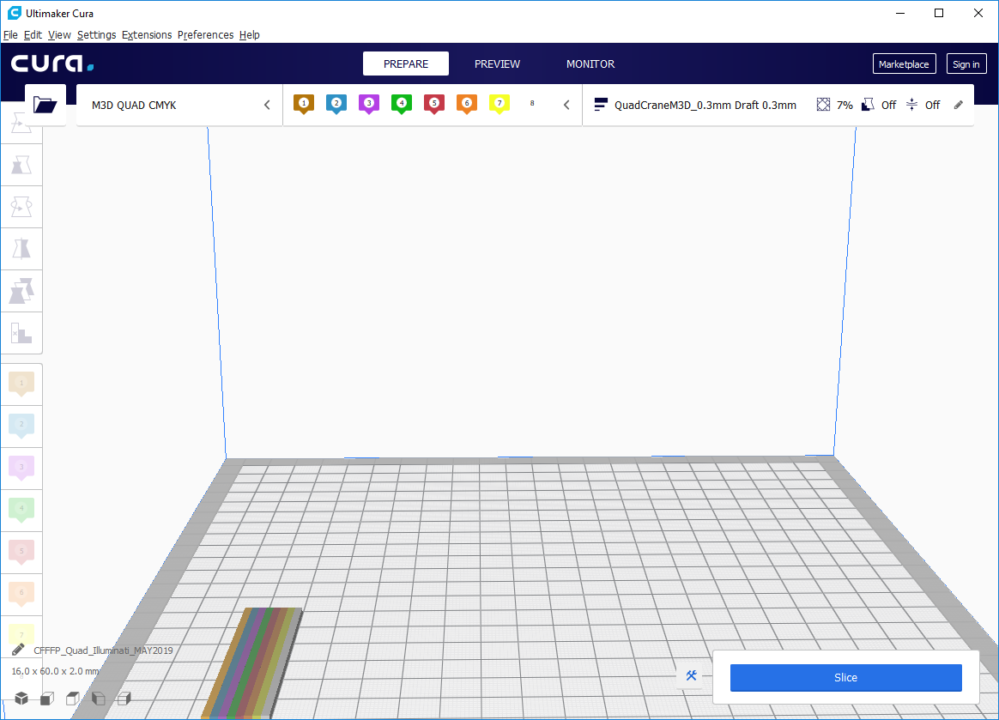 Ultimaker Cura
File Edit View Settings Extensions Preferences Help
cura.
PREPARE PREVIEW MONITOR Marketplace Sign in
M3D QUAD CMYK 1 2 3 4 5 6 7 8 QuadCraneM3D_0.3mm Draft 0.3mm 7% Off Off
1
2
3
4
5
6
7
CFFFP_Quad_Illuminati_MAY2019
16.0 x 60.0 x 2.0 mm
Slice